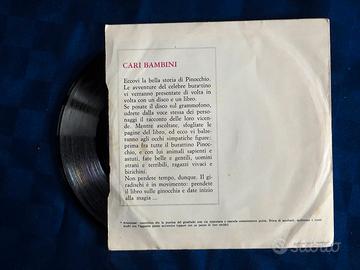 CARI BAMBINI
Eccovi la bella storia di Pinocchio.
Le avventure del celebre burattino
vi verranno presentate di volta in
volta con un disco e un libro.
Se posate il disco sul grammofono,
udrete dalla voce stessa dei perso-
naggi il racconto delle loro vicen-
de. Mentre ascoltate, sfogliate le
pagine del libro, ed ecco vi balze-
ranno agli occhi simpatiche figure:
prima fra tutte il burattino Pinoc-
chio, e con lui animali sapienti e
astuti, fate belle e gentili, uomini
strani e terribili, ragazzi vivaci e
birichini.
Non perdete tempo, dunque. Il gi-
radischi è in movimento: prendete
il libro sulle ginocchia e date inizio
alla magia ...
subito